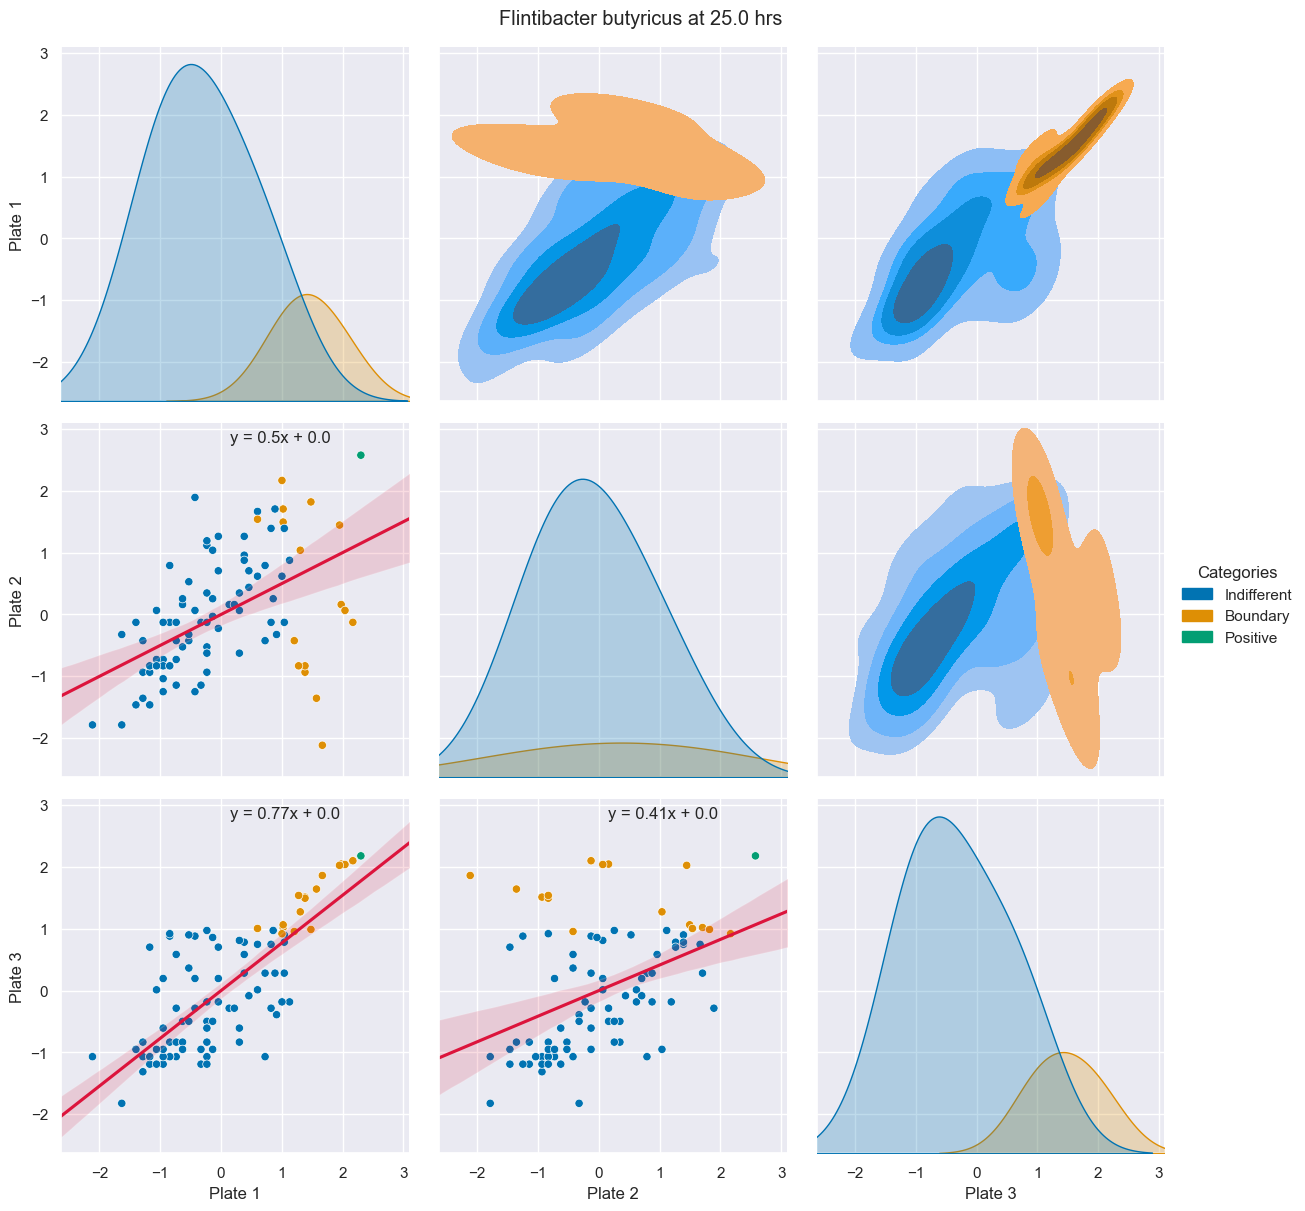 Flintibacter butyricus at 25.0 hrs
3
2
1
0
−1
−2
Plate 1
3
2
1
0
−1
−2
Plate 2
y = 0.5x + 0.0
Categories
Indifferent
Boundary
Positive
3
2
1
0
−1
−2
Plate 3
y = 0.77x + 0.0
y = 0.41x + 0.0
−2 −1 0 1 2 3
−2 −1 0 1 2 3
−2 −1 0 1 2 3
Plate 1
Plate 2
Plate 3